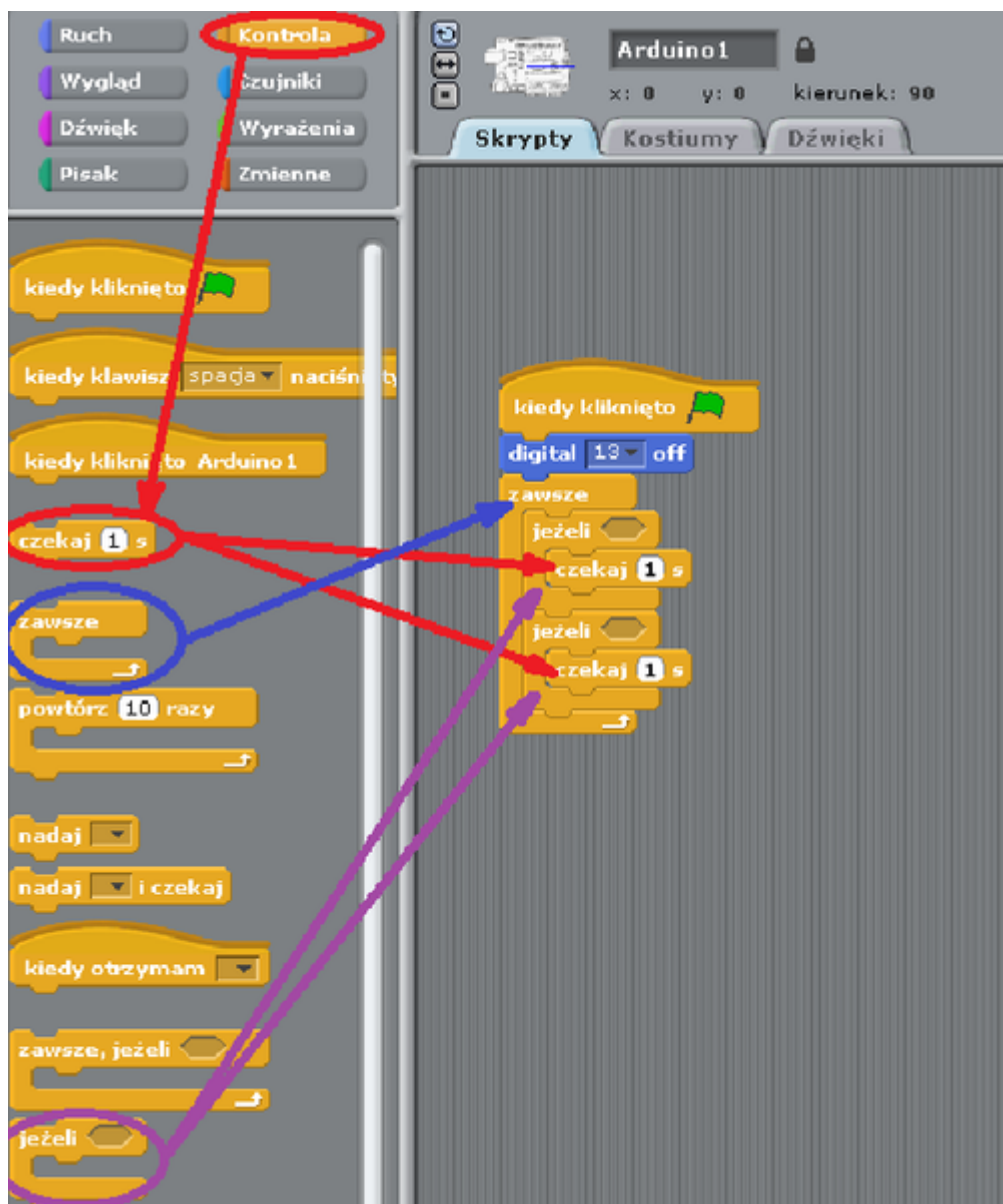 Ruch
Kontrola
Wygląd
Czujniki
Dźwięk
Wyrażenia
Pisak
Zmienne
Arduino1
x: 0 y: 0 kierunek: 90
Skrypty
Kostiumy
Dźwięki
kiedy kliknięto
kiedy klawisz spacja naciśnięty
kiedy kliknięto Arduino1
czekaj 1 s
zawsze
powtórz 10 razy
nadaj
nadaj i czekaj
kiedy otrzymam
zawsze, jeżeli
jeżeli
kiedy kliknięto
digital 13 off
zawsze
jeżeli
czekaj 1 s
jeżeli
czekaj 1 s